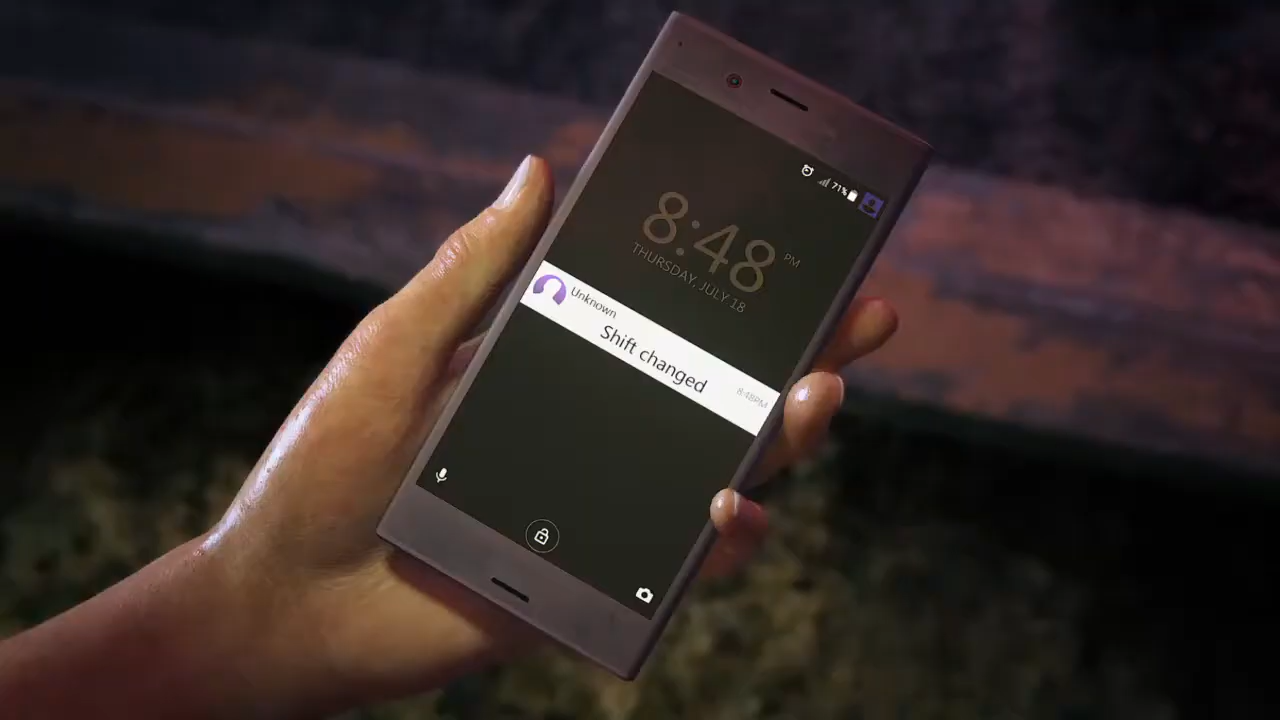 71%
8:48 PM
THURSDAY, JULY 18
Unknown
Shift changed
8:48PM